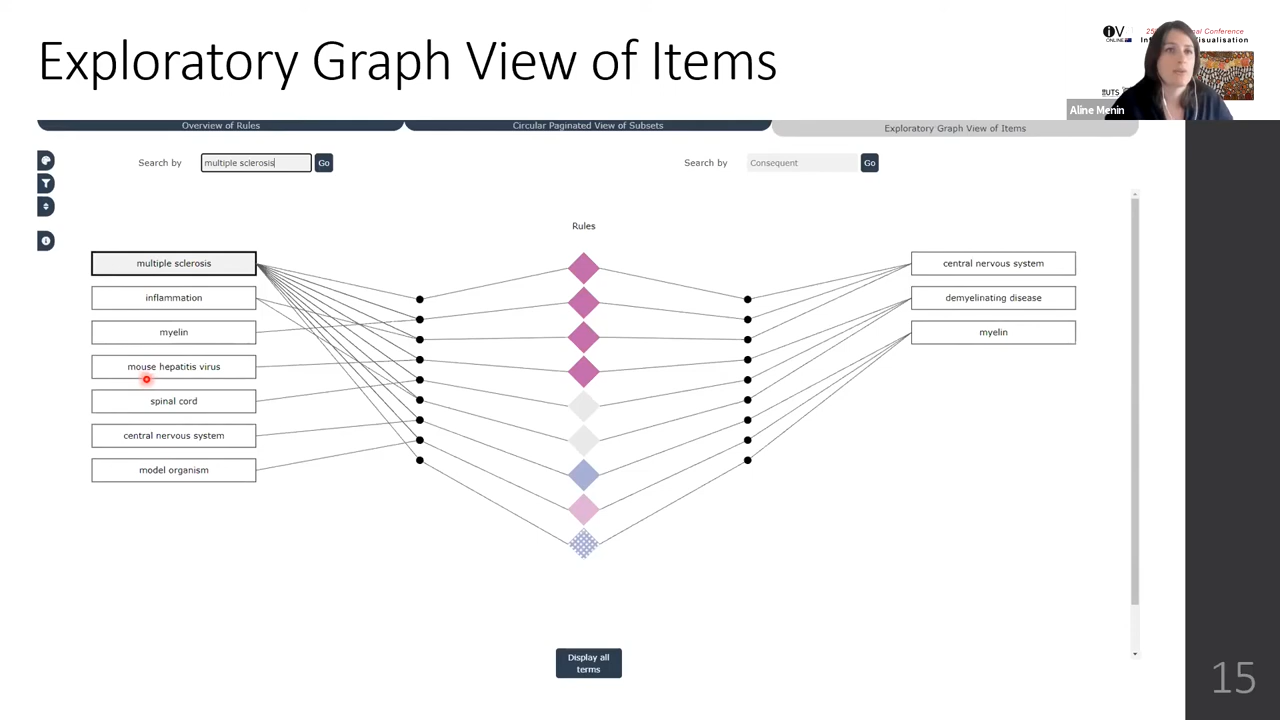 Exploratory Graph View of Items
Aline Menin
Overview of Rules
Circular Paginated View of Subsets
Exploratory Graph View of Items
Search by
multiple sclerosis
Go
Search by
Consequent
Go
Rules
multiple sclerosis
inflammation
myelin
mouse hepatitis virus
spinal cord
central nervous system
model organism
central nervous system
demyelinating disease
myelin
Display all
terms
15